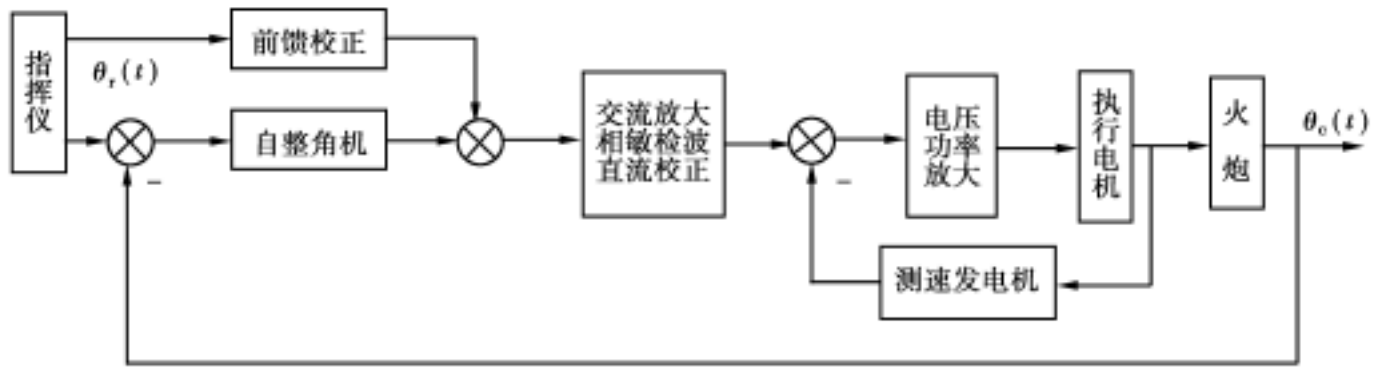 指挥仪
θr(t)
前馈校正
自整角机
－
交流放大
相敏检波
直流校正
－
电压
功率
放大
执行电机
火炮
θc(t)
测速发电机